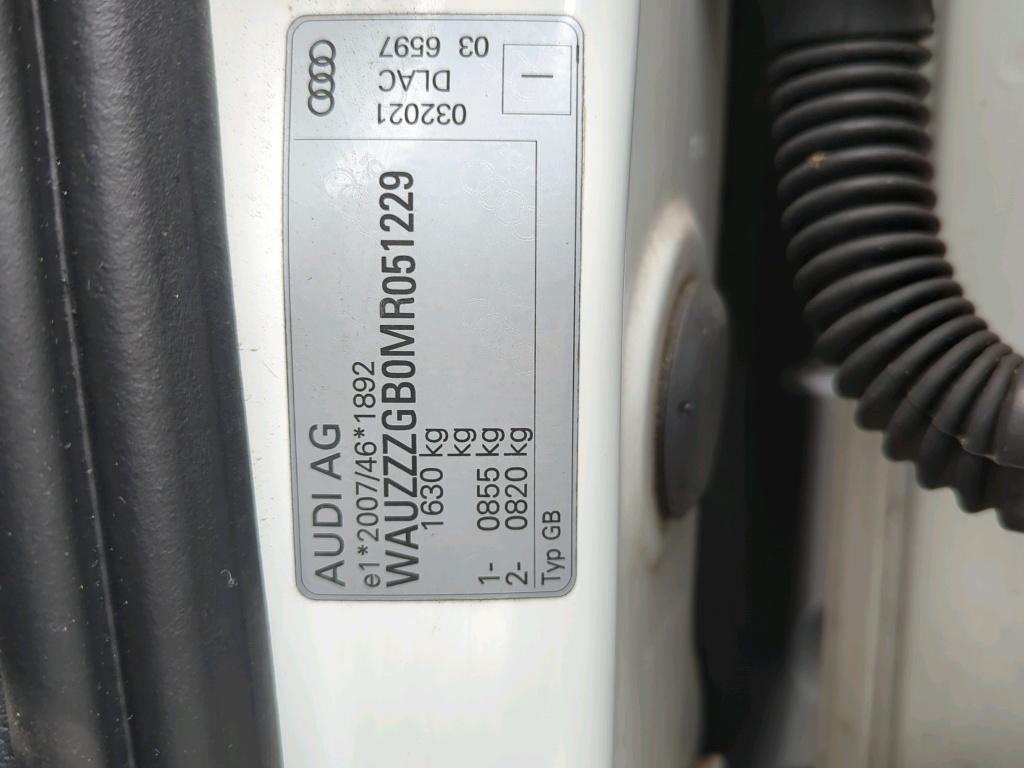 AUDI AG
e1*2007/46*1892
WAUZZZGB0MR051229
1630 kg
kg
1- 0855 kg
2- 0820 kg
Typ GB
032021
DLAC
03 6597